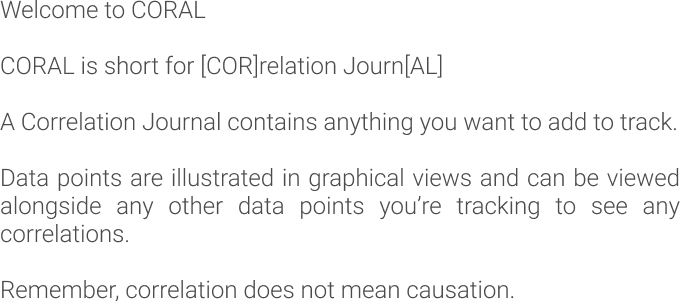 Welcome to CORAL
CORAL is short for [COR]relation Journ[AL]
A Correlation Journal contains anything you want to add to track.
Data points are illustrated in graphical views and can be viewed
alongside any other data points you’re tracking to see any
correlations.
Remember, correlation does not mean causation.